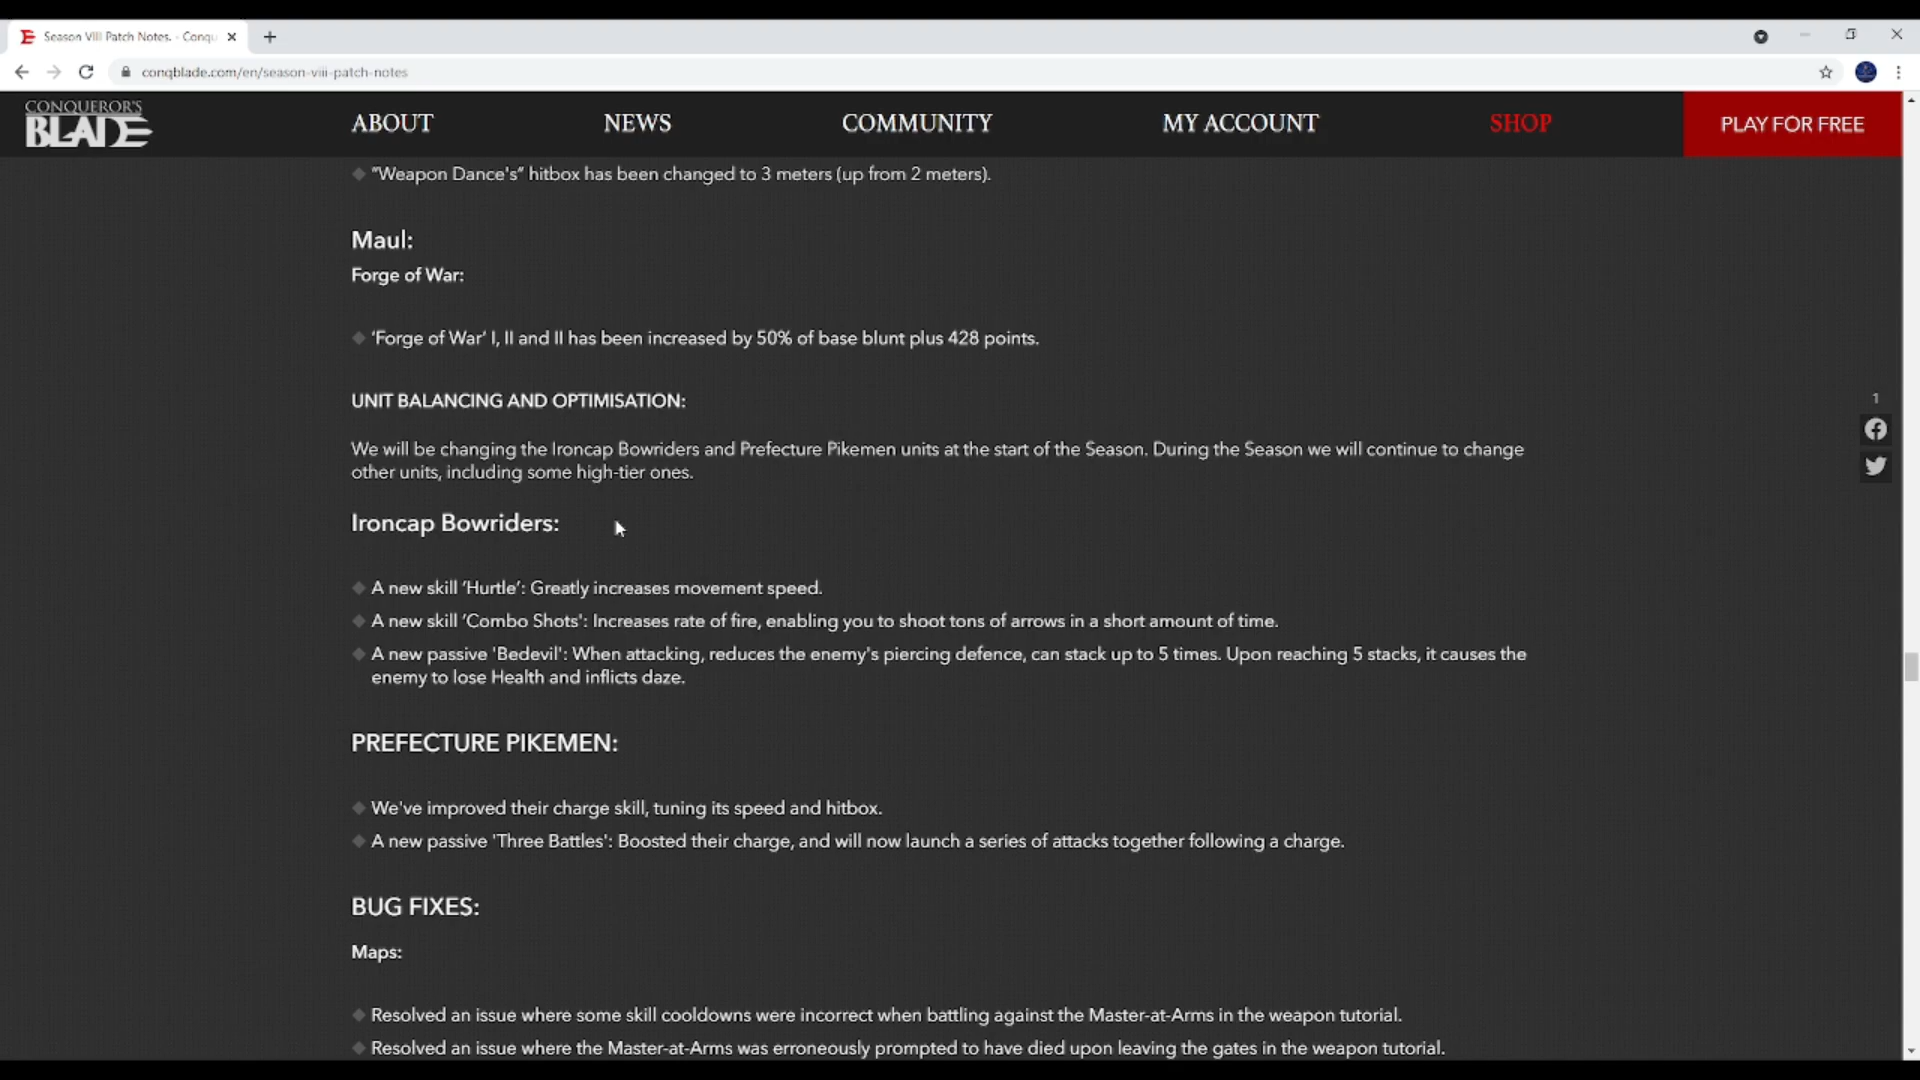 Season VIII Patch Notes. - Conqu
conqblade.com/en/season-viii-patch-notes
CONQUEROR'S
BLADE
ABOUT
NEWS
COMMUNITY
MY ACCOUNT
SHOP
PLAY FOR FREE
"Weapon Dance's" hitbox has been changed to 3 meters (up from 2 meters).
Maul:
Forge of War:
'Forge of War' I, II and II has been increased by 50% of base blunt plus 428 points.
UNIT BALANCING AND OPTIMISATION:
We will be changing the Ironcap Bowriders and Prefecture Pikemen units at the start of the Season. During the Season we will continue to change
other units, including some high-tier ones.
1
Ironcap Bowriders:
A new skill 'Hurtle': Greatly increases movement speed.
A new skill 'Combo Shots': Increases rate of fire, enabling you to shoot tons of arrows in a short amount of time.
A new passive 'Bedevil': When attacking, reduces the enemy's piercing defence, can stack up to 5 times. Upon reaching 5 stacks, it causes the
enemy to lose Health and inflicts daze.
PREFECTURE PIKEMEN:
We've improved their charge skill, tuning its speed and hitbox.
A new passive 'Three Battles': Boosted their charge, and will now launch a series of attacks together following a charge.
BUG FIXES:
Maps:
Resolved an issue where some skill cooldowns were incorrect when battling against the Master-at-Arms in the weapon tutorial.
Resolved an issue where the Master-at-Arms was erroneously prompted to have died upon leaving the gates in the weapon tutorial.